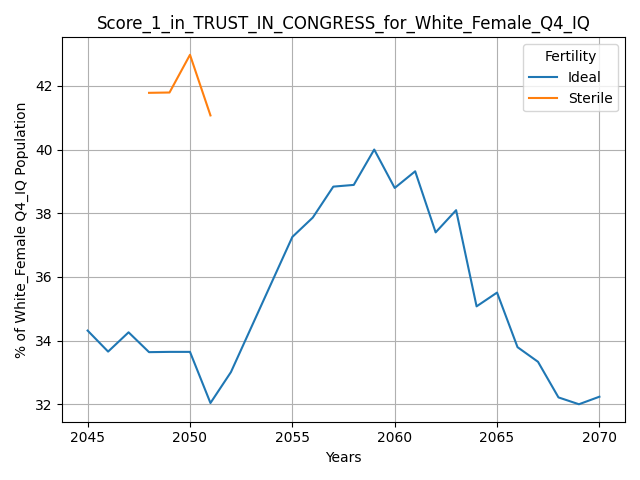 Score_1_in_TRUST_IN_CONGRESS_for_White_Female_Q4_IQ
Fertility
Ideal
Sterile
% of White_Female Q4_IQ Population
42
40
38
36
34
32
2045
2050
2055
2060
2065
2070
Years